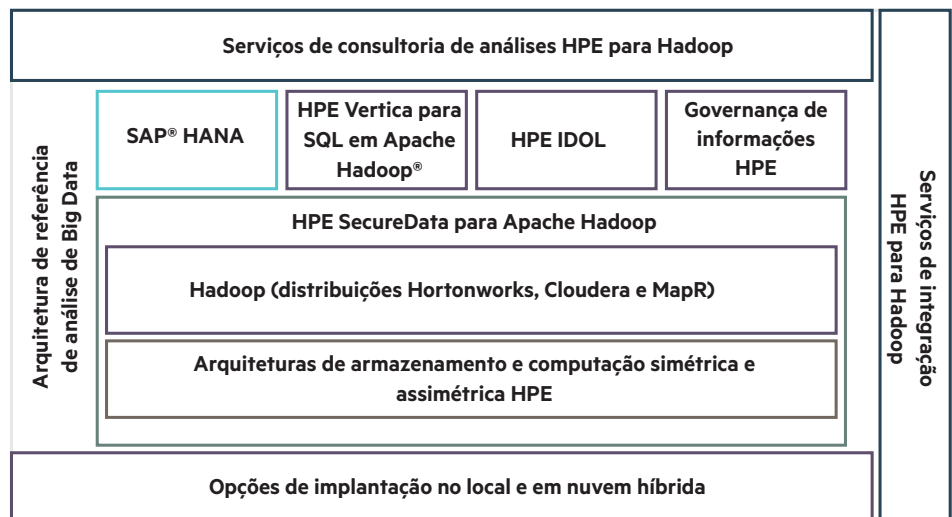 Serviços de consultoria de análises HPE para Hadoop
Arquitetura de referência
de análise de Big Data
SAP® HANA
HPE Vertica para
SQL em Apache
Hadoop®
HPE IDOL
Governança de
informações
HPE
HPE SecureData para Apache Hadoop
Hadoop (distribuições Hortonworks, Cloudera e MapR)
Arquiteturas de armazenamento e computação simétrica e
assimétrica HPE
Opções de implantação no local e em nuvem híbrida
Serviços de integração
HPE para Hadoop